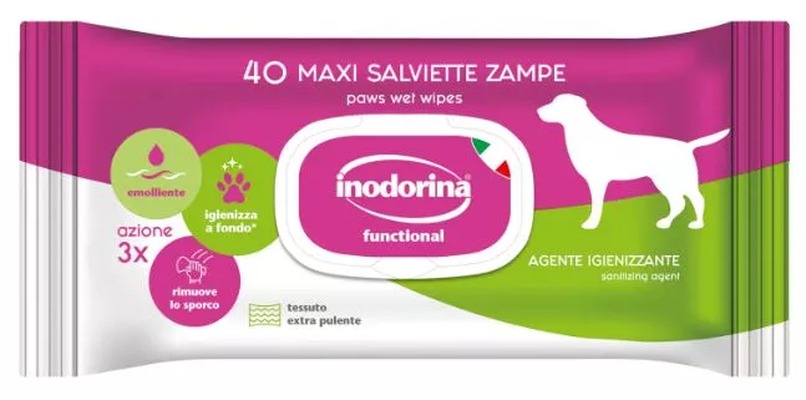 40 MAXI SALVIETTE ZAMPE
paws wet wipes
emolliente
igienizza
a fondo*
azione
3x
rimuove
lo sporco
inodorina®
functional
AGENTE IGIENIZZANTE
sanitizing agent
tessuto
extra pulente